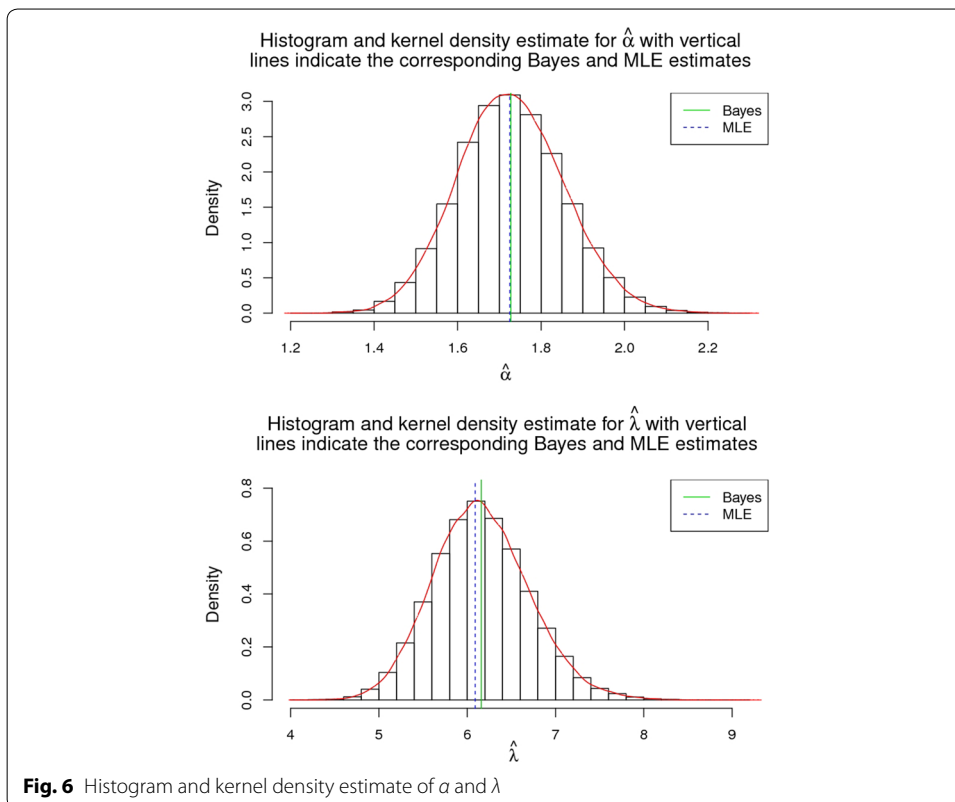 Histogram and kernel density estimate for α̂ with vertical
lines indicate the corresponding Bayes and MLE estimates
Density
0.0 0.5 1.0 1.5 2.0 2.5 3.0
Bayes
MLE
1.2 1.4 1.6 1.8 2.0 2.2
α̂
Histogram and kernel density estimate for λ̂ with vertical
lines indicate the corresponding Bayes and MLE estimates
Density
0.0 0.2 0.4 0.6 0.8
Bayes
MLE
4 5 6 7 8 9
λ̂
Fig. 6 Histogram and kernel density estimate of α and λ